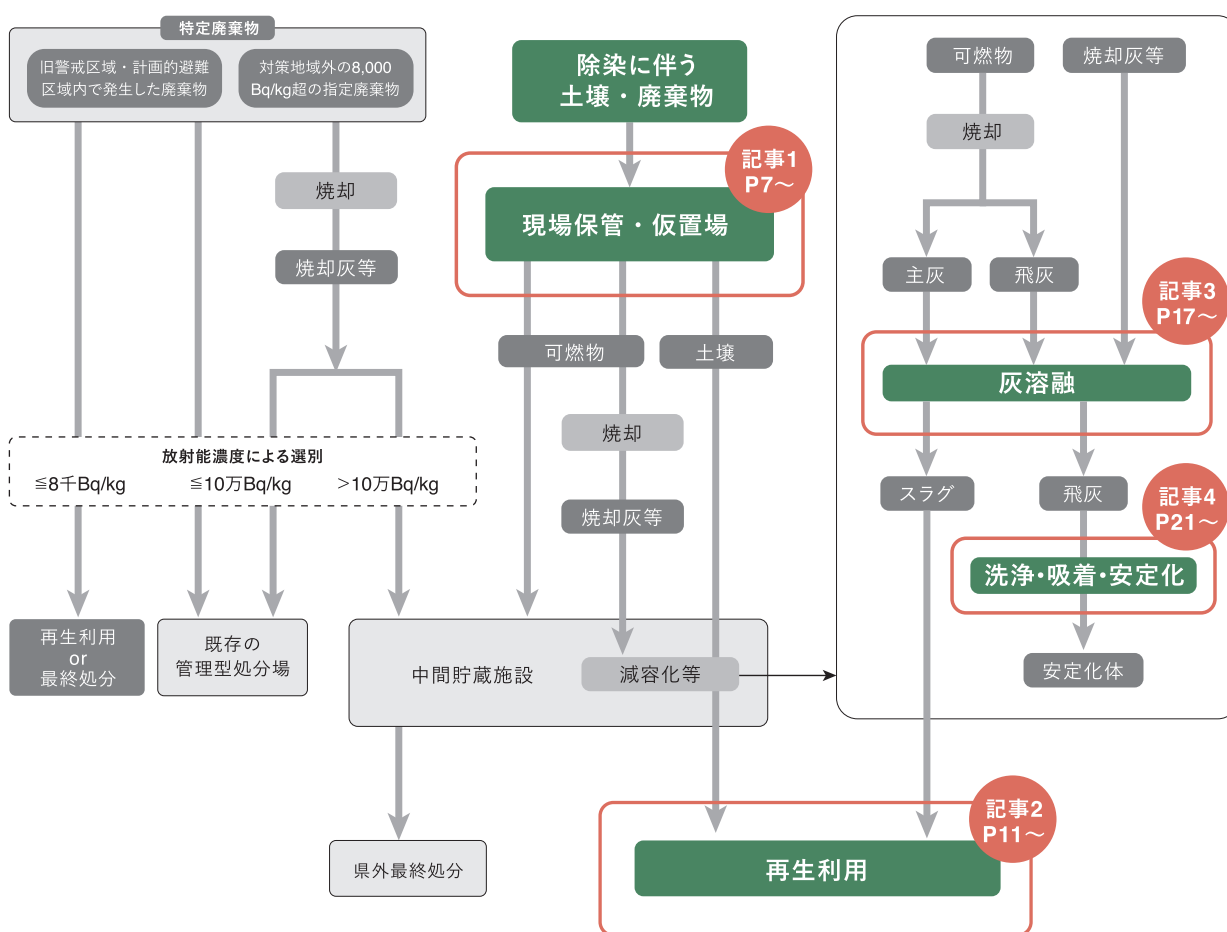 特定廃棄物
旧警戒区域・計画的避難
区域内で発生した廃棄物
対策地域外の8,000
Bq/kg超の指定廃棄物
焼却
焼却灰等
放射能濃度による選別
≦8千Bq/kg
≦10万Bq/kg
>10万Bq/kg
再生利用
or
最終処分
既存の
管理型処分場
除染に伴う
土壌・廃棄物
記事1
P7～
現場保管・仮置場
可燃物
土壌
焼却
焼却灰等
中間貯蔵施設
減容化等
県外最終処分
可燃物
焼却灰等
焼却
主灰
飛灰
記事3
P17～
灰溶融
スラグ
飛灰
記事4
P21～
洗浄・吸着・安定化
安定化体
記事2
P11～
再生利用